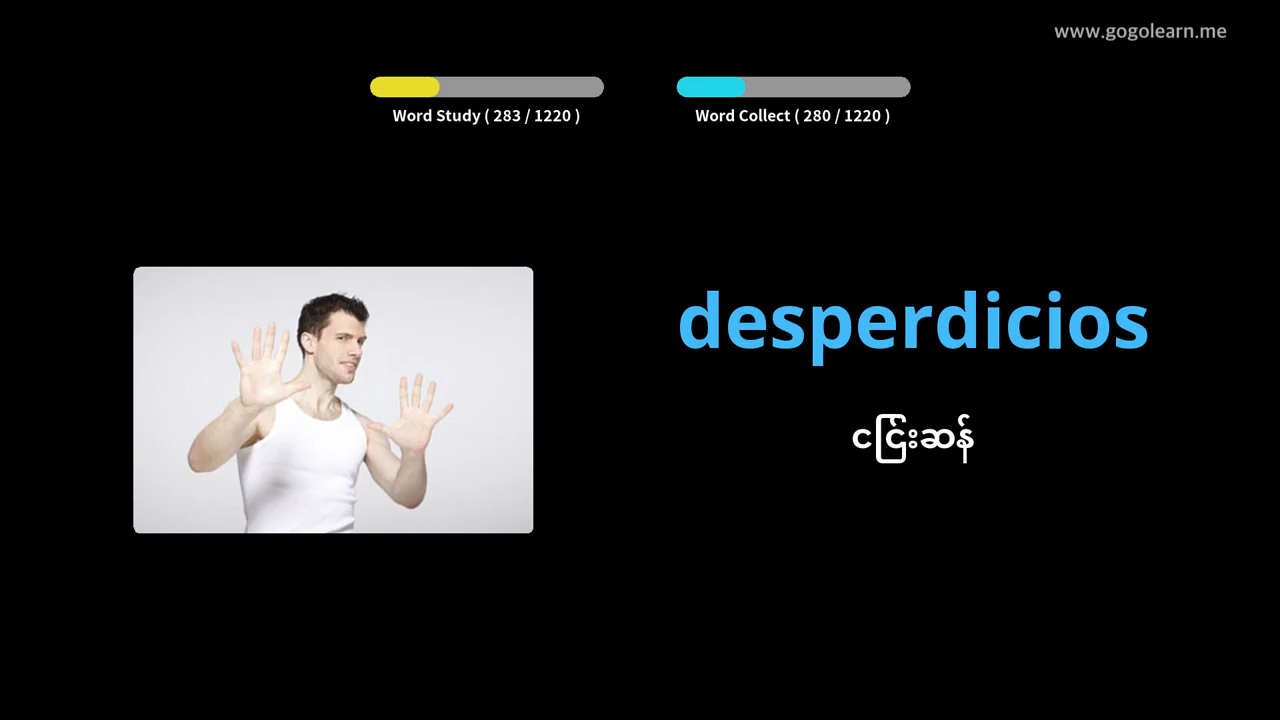 www.gogolearn.me
Word Study ( 283 / 1220 )
Word Collect ( 280 / 1220 )
desperdicios
ငြင်းဆန်